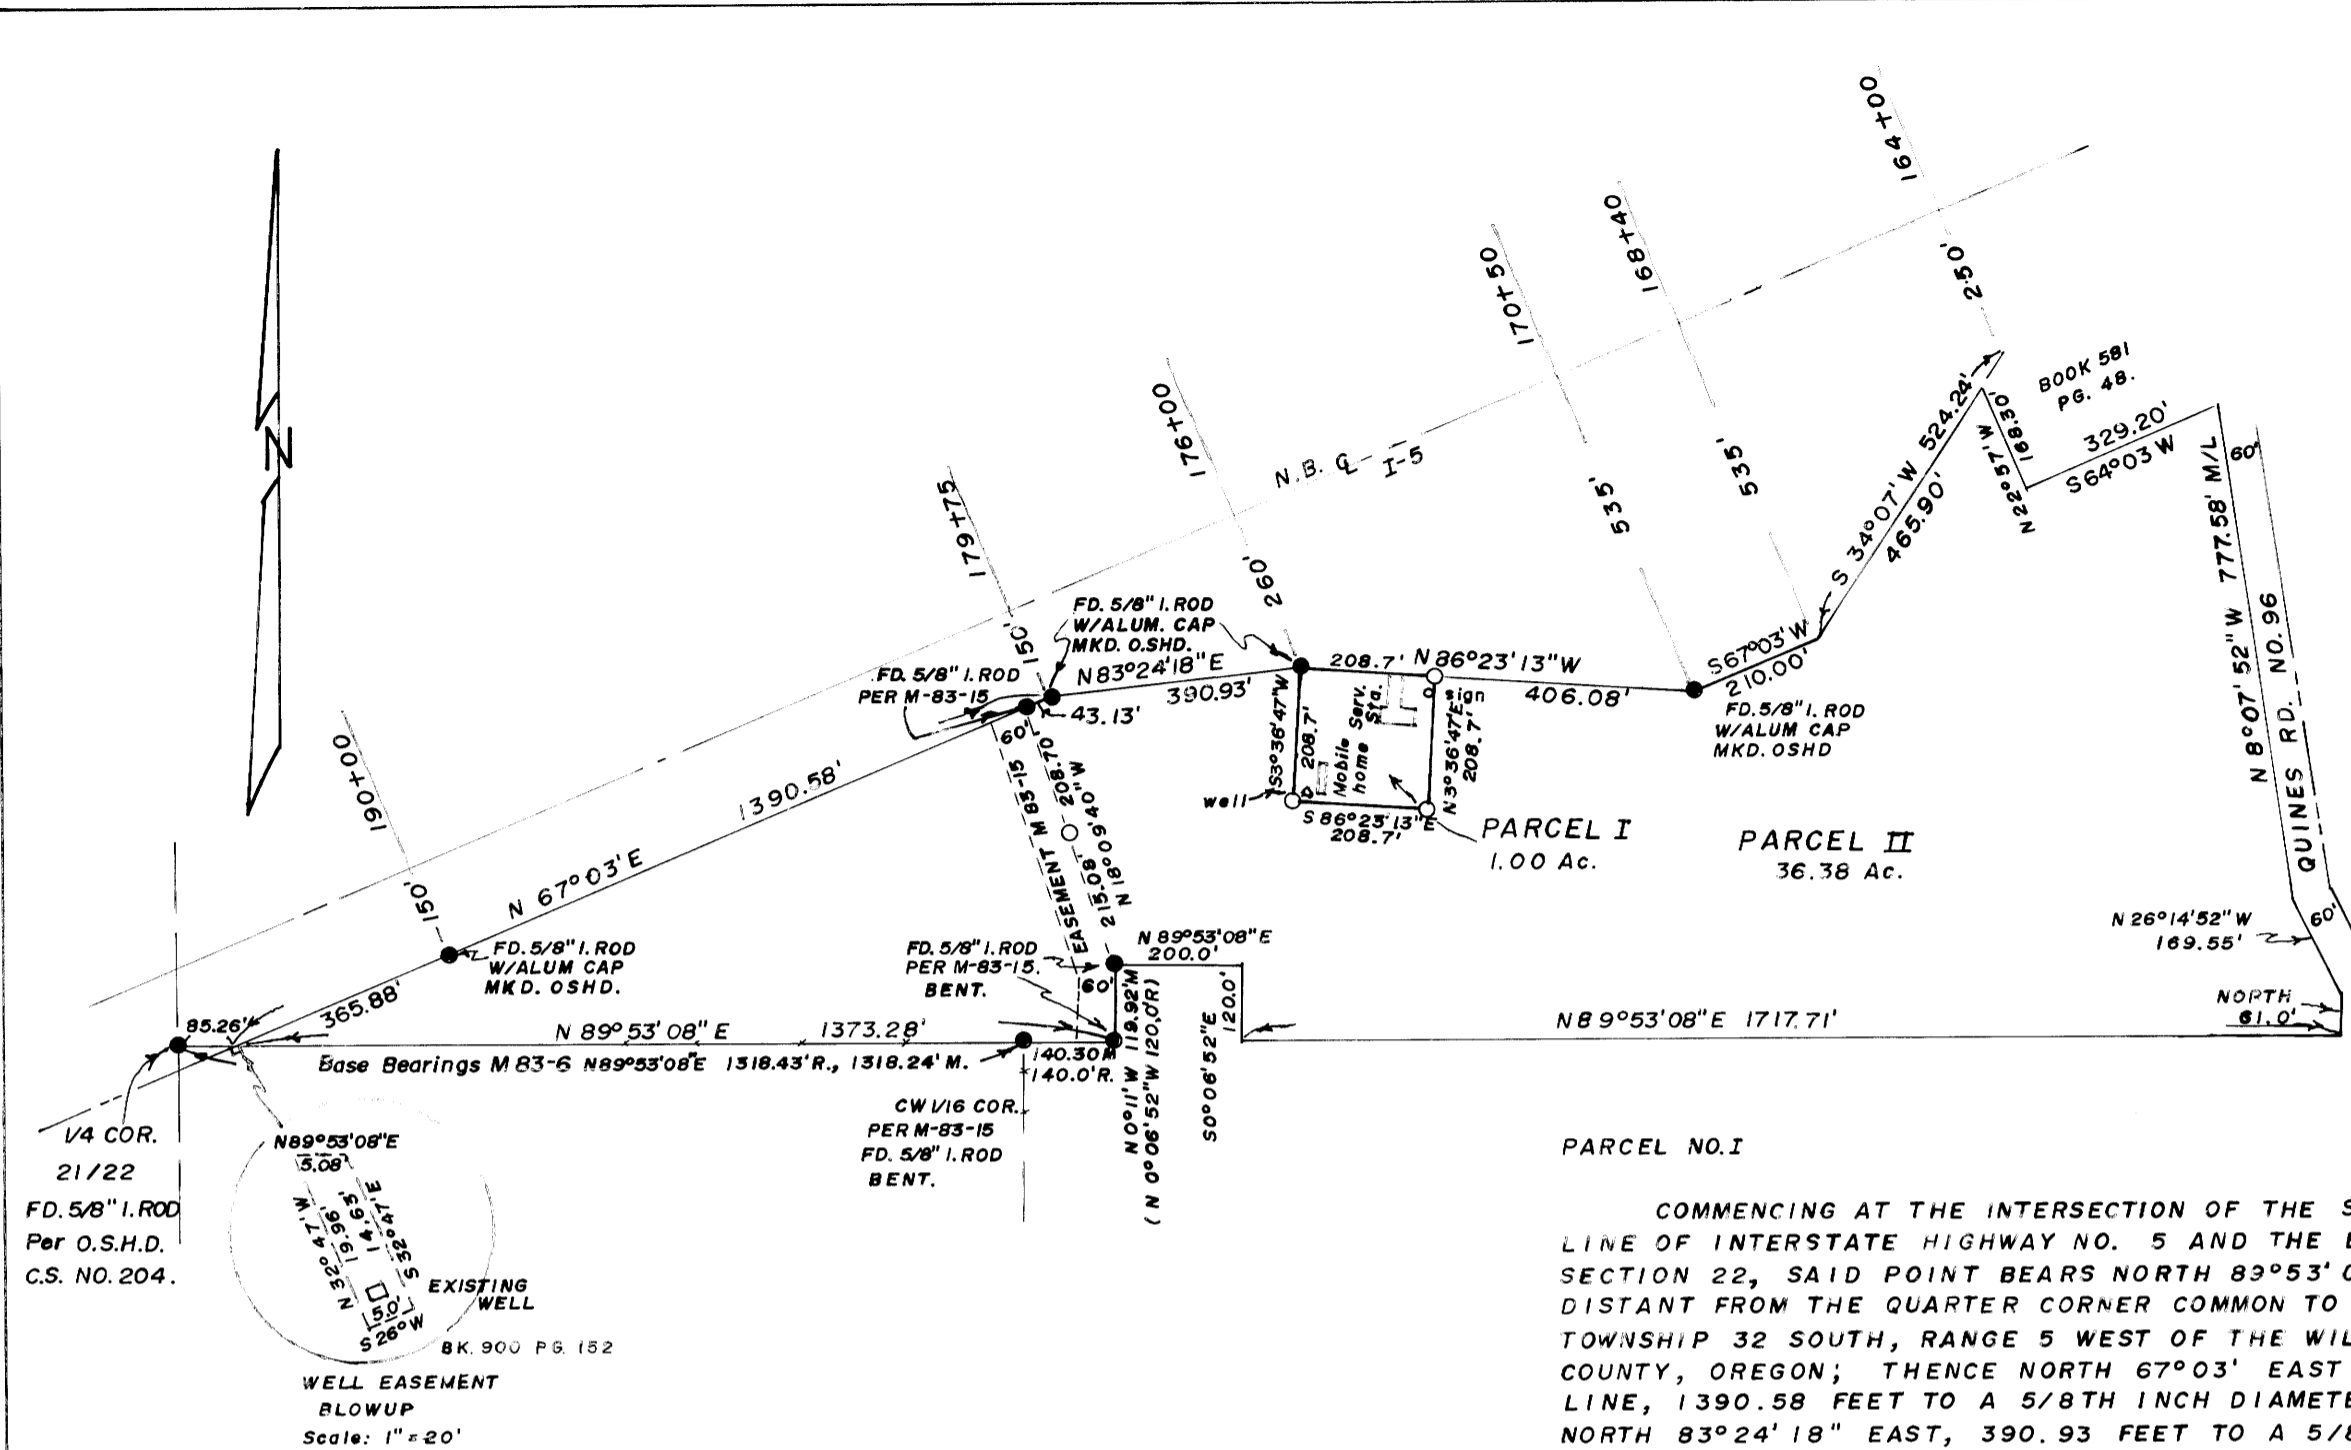 164+00
168+40
170+50
250'
BOOK 581
PG. 48.
176+00
N
N.B. ℄ I-5
535'
535'
S 34°07'W 524.24'
465.90'
N22°57'W
168.30'
329.20'
S64°03 W
60'
N 8°07'52"W 777.58' M/L
QUINES RD. NO.96
179+75
150'
260'
FD. 5/8" I. ROD
W/ALUM. CAP
MKD. O.SHD.
FD. 5/8" I. ROD
PER M-83-15
N83°24'18"E
390.93'
43.13'
208.7'
N86°23'13"W
406.08'
S67°03'W
210.00'
FD.5/8" I. ROD
W/ALUM CAP
MKD. OSHD
S3°36'47"W
208.7'
Mobile
home
Serv.
Sta.
Sign
N3°36'47"E
208.7'
well
S86°23'13"E
208.7'
PARCEL I
1.00 Ac.
PARCEL II
36.38 Ac.
190+00
150'
1390.58'
N 67°03'E
60'
EASEMENT M 83-15
208.70'
215.08'
N18°09'40"W
FD.5/8" I. ROD
W/ALUM CAP
MKD. OSHD.
365.88'
85.26'
FD. 5/8" I. ROD
PER M-83-15.
BENT.
60'
N 89°53'08"E
200.0'
120.0'
S0°06'52"E
N 26°14'52"W
169.55'
60'
NORTH
61.0'
N 89°53'08"E 1373.28'
N89°53'08"E 1717.71'
Base Bearings M 83-6 N89°53'08"E 1318.43'R., 1318.24'M.
140.30 M
140.0'R.
N0°11'W 119.92'M
(N 0°06'52"W 120.0'R)
CW 1/16 COR.
PER M-83-15
FD. 5/8" I. ROD
BENT.
1/4 COR.
21/22
FD. 5/8" I. ROD
Per O.S.H.D.
C.S. NO. 204.
N89°53'08"E
5.08'
N 32°47'W
19.96'
14.63'
S 32°47'E
15.0'
S 26°W
EXISTING
WELL
BK. 900 PG. 152
WELL EASEMENT
BLOWUP
Scale: 1"=20'
PARCEL NO. I
COMMENCING AT THE INTERSECTION OF THE S
LINE OF INTERSTATE HIGHWAY NO. 5 AND THE
SECTION 22, SAID POINT BEARS NORTH 89°53'
DISTANT FROM THE QUARTER CORNER COMMON TO
TOWNSHIP 32 SOUTH, RANGE 5 WEST OF THE WIL
COUNTY, OREGON; THENCE NORTH 67°03' EAST
LINE, 1390.58 FEET TO A 5/8TH INCH DIAMETE
NORTH 83°24'18" EAST, 390.93 FEET TO A 5/